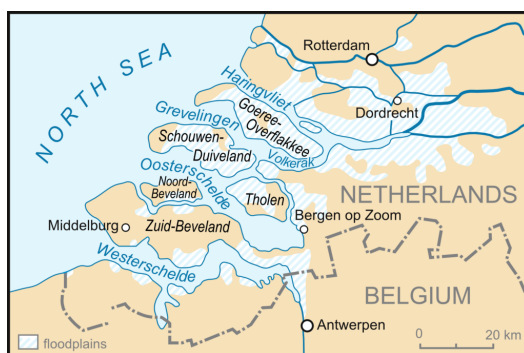 NORTH SEA
Rotterdam
Haringvliet
Dordrecht
Goeree-
Overflakkee
Grevelingen
Schouwen-
Duiveland
Volkerak
Oosterschelde
Noord-
Beveland
Tholen
NETHERLANDS
Middelburg
Zuid-Beveland
Bergen op Zoom
Westerschelde
BELGIUM
Antwerpen
floodplains
0 20 km